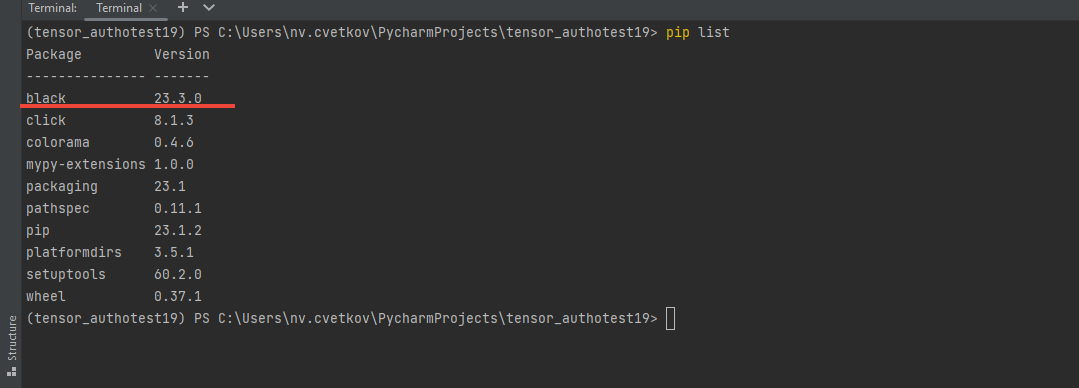 Terminal: Terminal × +
(tensor_authotest19) PS C:\Users\nv.cvetkov\PycharmProjects\tensor_authotest19> pip list
Package         Version
--------------- -------
black           23.3.0
click           8.1.3
colorama        0.4.6
mypy-extensions 1.0.0
packaging       23.1
pathspec        0.11.1
pip             23.1.2
platformdirs    3.5.1
setuptools      60.2.0
wheel           0.37.1
(tensor_authotest19) PS C:\Users\nv.cvetkov\PycharmProjects\tensor_authotest19>
Structure